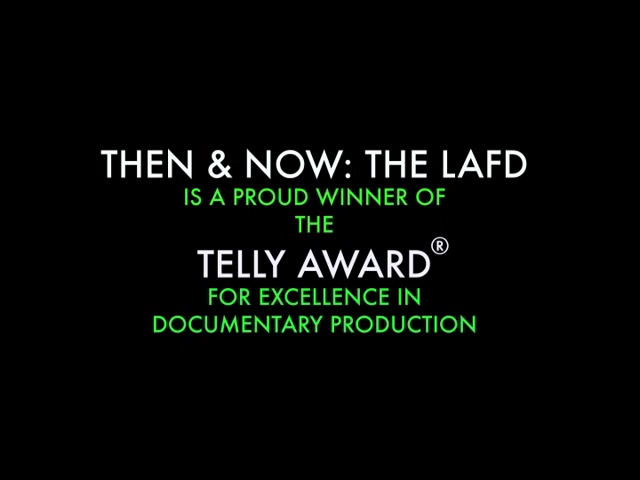 THEN & NOW: THE LAFD
IS A PROUD WINNER OF
THE
TELLY AWARD®
FOR EXCELLENCE IN
DOCUMENTARY PRODUCTION